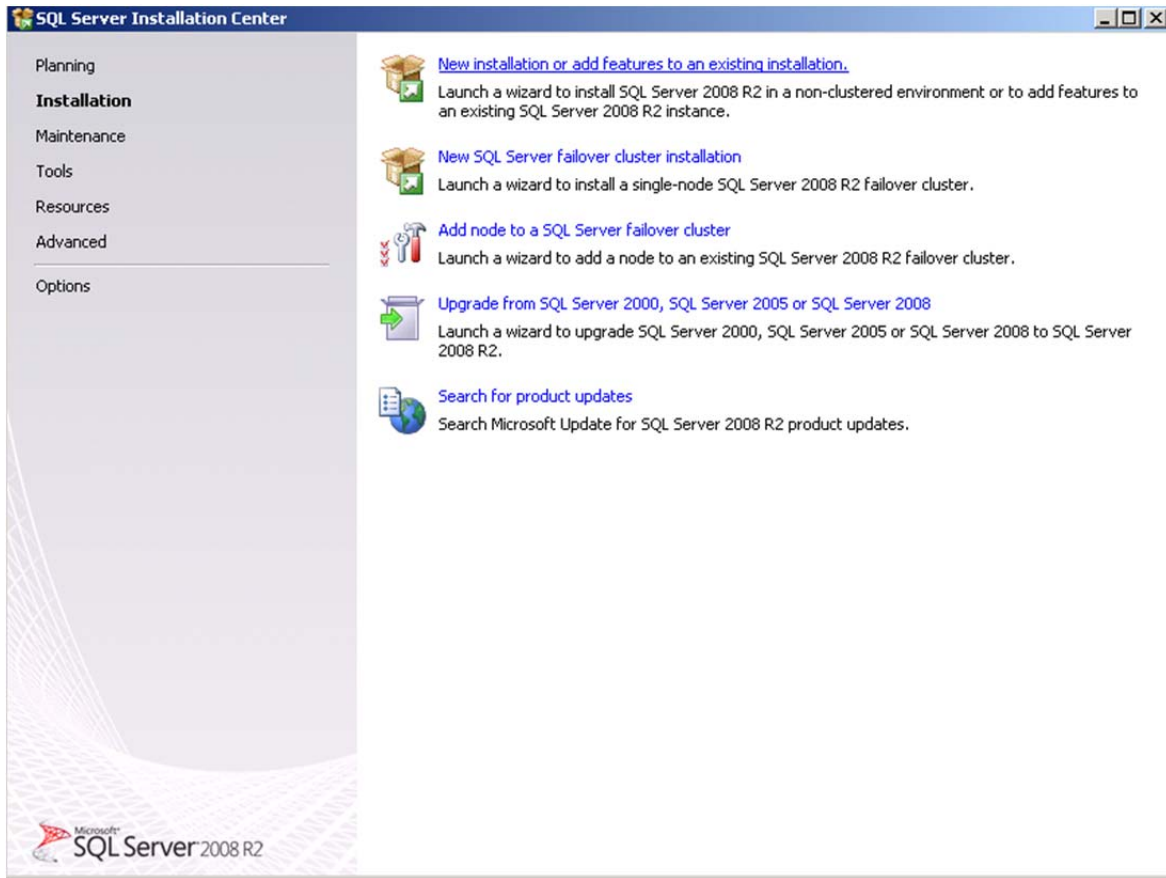 SQL Server Installation Center
Planning
Installation
Maintenance
Tools
Resources
Advanced
Options
New installation or add features to an existing installation.
Launch a wizard to install SQL Server 2008 R2 in a non-clustered environment or to add features to
an existing SQL Server 2008 R2 instance.
New SQL Server failover cluster installation
Launch a wizard to install a single-node SQL Server 2008 R2 failover cluster.
Add node to a SQL Server failover cluster
Launch a wizard to add a node to an existing SQL Server 2008 R2 failover cluster.
Upgrade from SQL Server 2000, SQL Server 2005 or SQL Server 2008
Launch a wizard to upgrade SQL Server 2000, SQL Server 2005 or SQL Server 2008 to SQL Server
2008 R2.
Search for product updates
Search Microsoft Update for SQL Server 2008 R2 product updates.
Microsoft
SQL Server 2008 R2